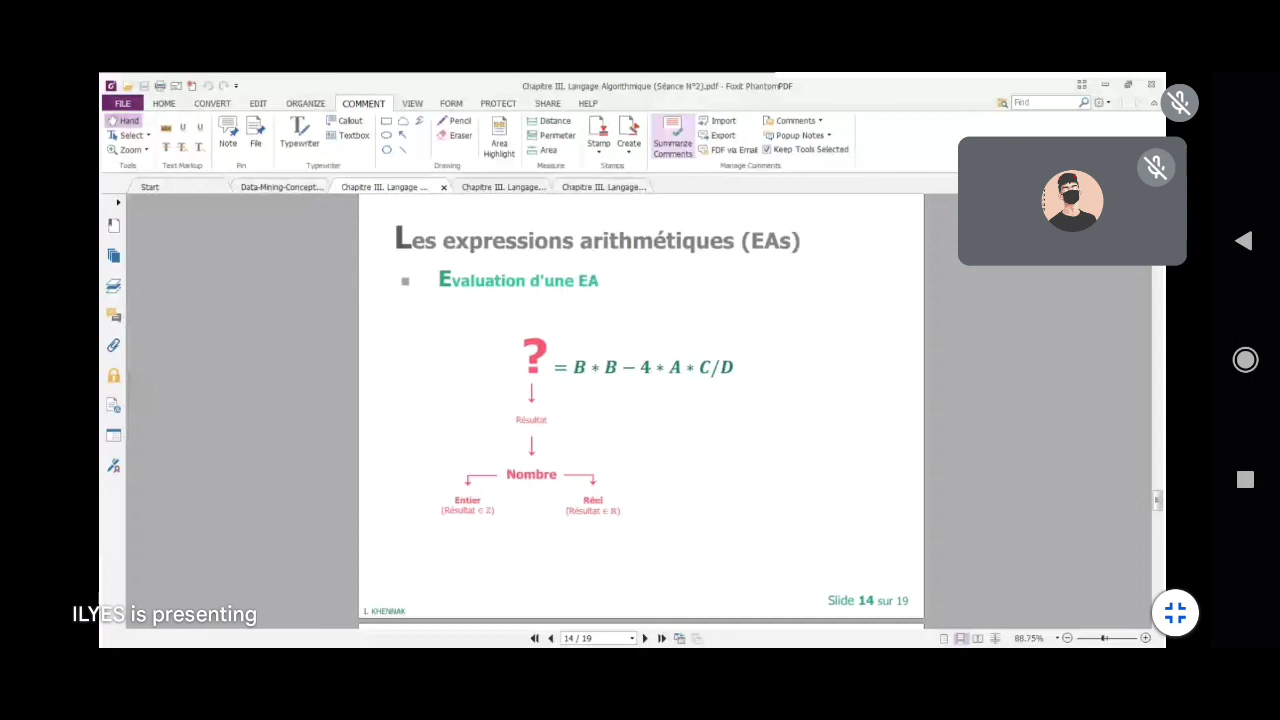 Chapitre III. Langage Algorithmique (Séance N°2).pdf - Foxit PhantomPDF
FILE HOME CONVERT EDIT ORGANIZE COMMENT VIEW FORM PROTECT SHARE HELP
Find
Hand
Select
Zoom
Tools
Text Markup
Note
File
Pin
Typewriter
Callout
Textbox
Typewriter
Pencil
Eraser
Drawing
Area
Highlight
Distance
Perimeter
Area
Measure
Stamp
Create
Stamps
Summarize
Comments
Import
Export
FDF via Email
Comments
Popup Notes
Keep Tools Selected
Manage Comments
Start
Data-Mining-Concept...
Chapitre III. Langage ...
Chapitre III. Langage...
Chapitre III. Langage...
Les expressions arithmétiques (EAs)
Evaluation d'une EA
? = B * B − 4 * A * C/D
Résultat
Nombre
Entier
(Résultat ∈ ℤ)
Réel
(Résultat ∈ ℝ)
I. KHENNAK
Slide 14 sur 19
ILYES is presenting
14 / 19
88.75%